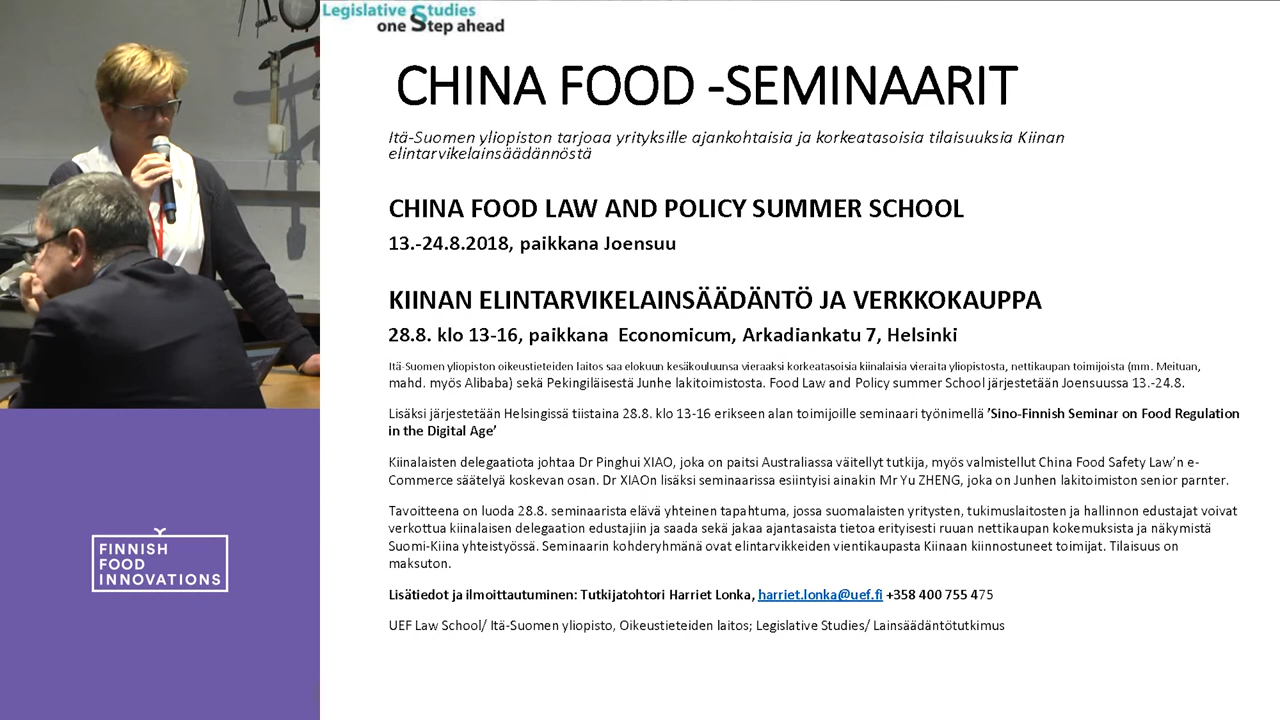 Legislative Studies
one Step ahead
CHINA FOOD -SEMINAARIT
Itä-Suomen yliopiston tarjoaa yrityksille ajankohtaisia ja korkeatasoisia tilaisuuksia Kiinan
elintarvikelainsäädännöstä
CHINA FOOD LAW AND POLICY SUMMER SCHOOL
13.-24.8.2018, paikkana Joensuu
KIINAN ELINTARVIKELAINSÄÄDÄNTÖ JA VERKKOKAUPPA
28.8. klo 13-16, paikkana Economicum, Arkadiankatu 7, Helsinki
Itä-Suomen yliopiston oikeustieteiden laitos saa elokuun kesäkouluunsa vieraaksi korkeatasoisia kiinalaisia vieraita yliopistosta, nettikaupan toimijoista (mm. Meituan,
mahd. myös Alibaba) sekä Pekingiläisestä Junhe lakitoimistosta. Food Law and Policy summer School järjestetään Joensuussa 13.-24.8.
Lisäksi järjestetään Helsingissä tiistaina 28.8. klo 13-16 erikseen alan toimijoille seminaari työnimellä ’Sino-Finnish Seminar on Food Regulation
in the Digital Age’
Kiinalaisten delegaatiota johtaa Dr Pinghui XIAO, joka on paitsi Australiassa väitellyt tutkija, myös valmistellut China Food Safety Law’n e-
Commerce säätelyä koskevan osan. Dr XIAOn lisäksi seminaarissa esiintyisi ainakin Mr Yu ZHENG, joka on Junhen lakitoimiston senior parnter.
Tavoitteena on luoda 28.8. seminaarista elävä yhteinen tapahtuma, jossa suomalaisten yritysten, tukimuslaitosten ja hallinnon edustajat voivat
verkottua kiinalaisen delegaation edustajiin ja saada sekä jakaa ajantasaista tietoa erityisesti ruuan nettikaupan kokemuksista ja näkymistä
Suomi-Kiina yhteistyössä. Seminaarin kohderyhmänä ovat elintarvikkeiden vientikaupasta Kiinaan kiinnostuneet toimijat. Tilaisuus on
maksuton.
Lisätiedot ja ilmoittautuminen: Tutkijatohtori Harriet Lonka, harriet.lonka@uef.fi +358 400 755 475
UEF Law School/ Itä-Suomen yliopisto, Oikeustieteiden laitos; Legislative Studies/ Lainsäädäntötutkimus
FINNISH
FOOD
INNOVATIONS